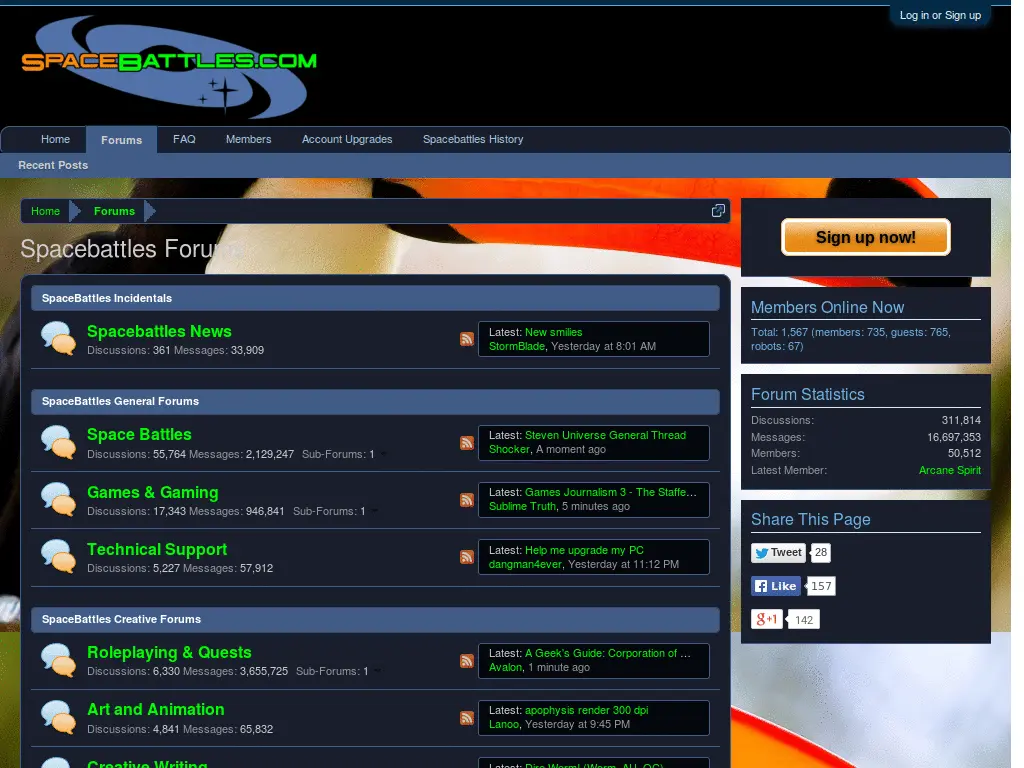 Log in or Sign up
SPACEBATTLES.COM
Home Forums FAQ Members Account Upgrades Spacebattles History
Recent Posts
Home Forums
Spacebattles Forums
SpaceBattles Incidentals
Spacebattles News
Discussions: 361 Messages: 33,909
Latest: New smilies
StormBlade, Yesterday at 8:01 AM
SpaceBattles General Forums
Space Battles
Discussions: 55,764 Messages: 2,129,247 Sub-Forums: 1
Latest: Steven Universe General Thread
Shocker, A moment ago
Games & Gaming
Discussions: 17,343 Messages: 946,841 Sub-Forums: 1
Latest: Games Journalism 3 - The Staffe...
Sublime Truth, 5 minutes ago
Technical Support
Discussions: 5,227 Messages: 57,912
Latest: Help me upgrade my PC
dangman4ever, Yesterday at 11:12 PM
SpaceBattles Creative Forums
Roleplaying & Quests
Discussions: 6,330 Messages: 3,655,725 Sub-Forums: 1
Latest: A Geek's Guide: Corporation of ...
Avalon, 1 minute ago
Art and Animation
Discussions: 4,841 Messages: 65,832
Latest: apophysis render 300 dpi
Lanoo, Yesterday at 9:45 PM
Creative Writing
Latest: Dire Worm! (Worm, AU, OC)
Sign up now!
Members Online Now
Total: 1,567 (members: 735, guests: 765,
robots: 67)
Forum Statistics
Discussions: 311,814
Messages: 16,697,353
Members: 50,512
Latest Member: Arcane Spirit
Share This Page
Tweet 28
Like 157
g+1 142